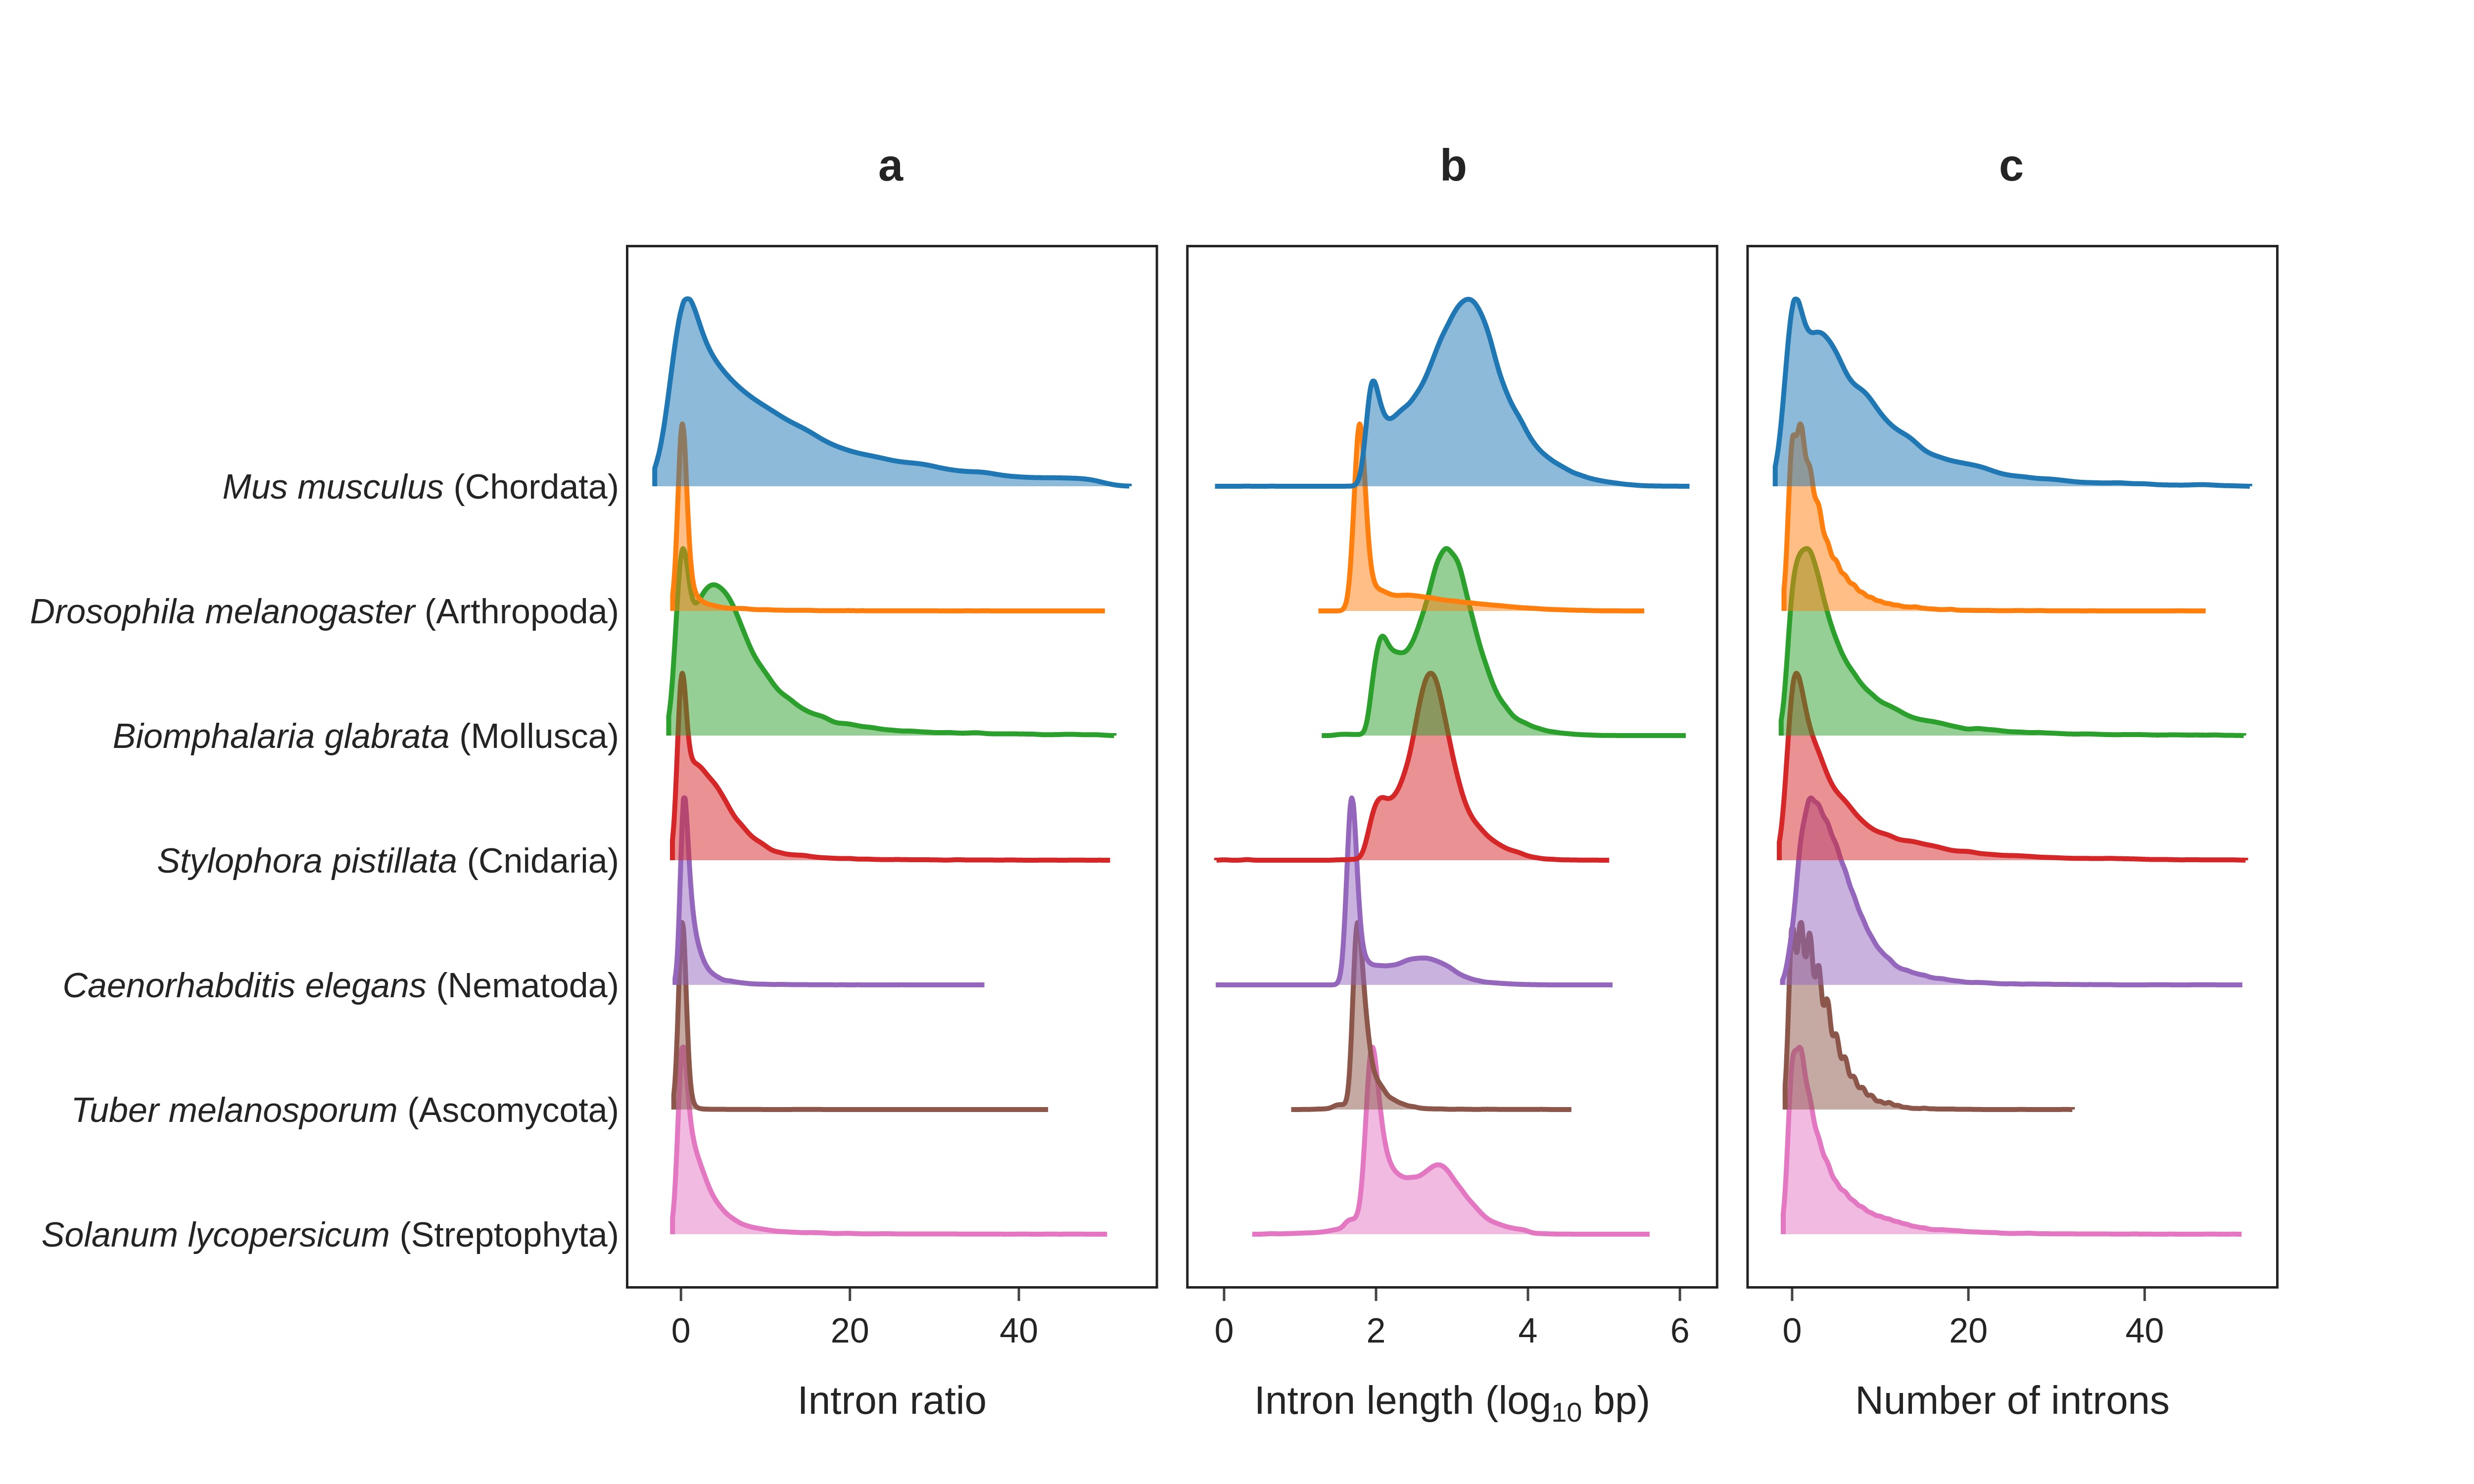 a
b
c
Mus musculus (Chordata)
Drosophila melanogaster (Arthropoda)
Biomphalaria glabrata (Mollusca)
Stylophora pistillata (Cnidaria)
Caenorhabditis elegans (Nematoda)
Tuber melanosporum (Ascomycota)
Solanum lycopersicum (Streptophyta)
0 20 40
0 2 4 6
0 20 40
Intron ratio
Intron length (log10 bp)
Number of introns